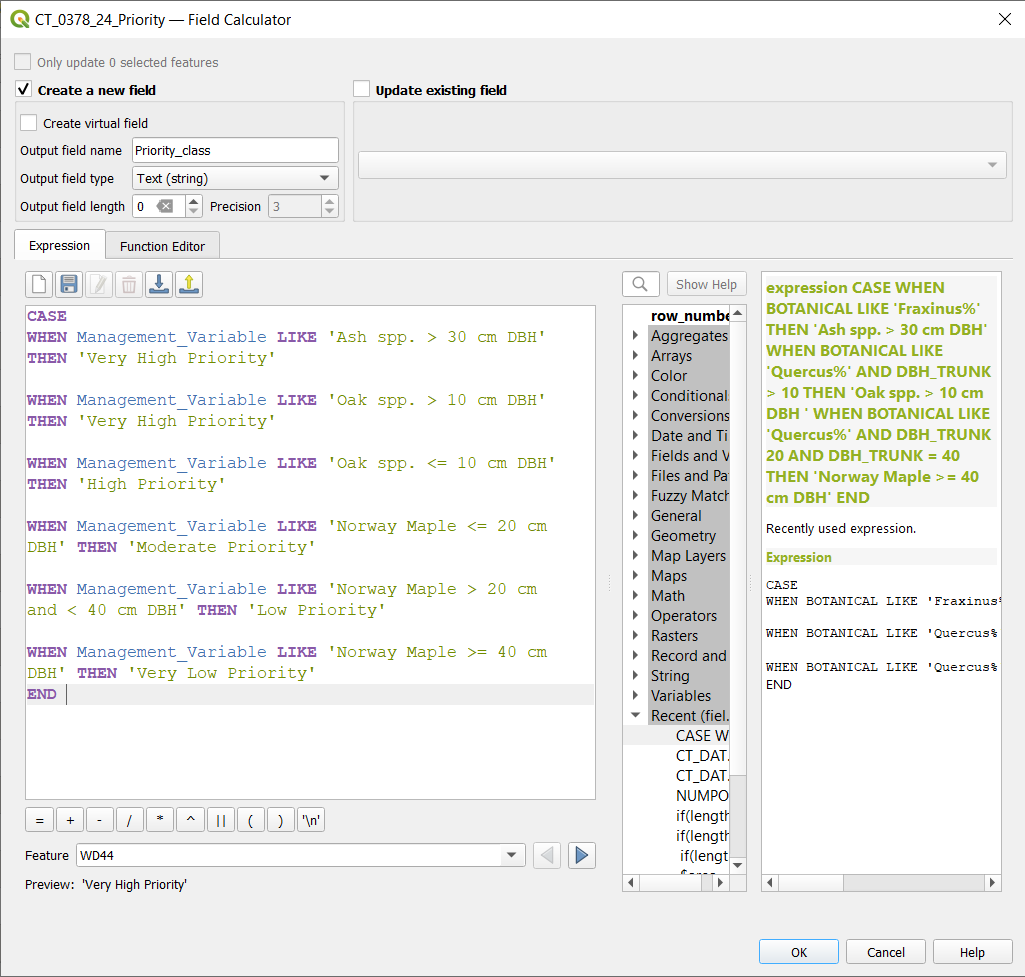 CT_0378_24_Priority — Field Calculator
Only update 0 selected features
Create a new field
Update existing field
Create virtual field
Output field name Priority_class
Output field type Text (string)
Output field length 0 Precision 3
Expression Function Editor
Show Help
CASE
WHEN Management_Variable LIKE 'Ash spp. > 30 cm DBH'
THEN 'Very High Priority'
WHEN Management_Variable LIKE 'Oak spp. > 10 cm DBH'
THEN 'Very High Priority'
WHEN Management_Variable LIKE 'Oak spp. <= 10 cm DBH'
THEN 'High Priority'
WHEN Management_Variable LIKE 'Norway Maple <= 20 cm
DBH' THEN 'Moderate Priority'
WHEN Management_Variable LIKE 'Norway Maple > 20 cm
and < 40 cm DBH' THEN 'Low Priority'
WHEN Management_Variable LIKE 'Norway Maple >= 40 cm
DBH' THEN 'Very Low Priority'
END
= + - / * ^ || ( ) '\n'
Feature WD44
Preview: 'Very High Priority'
row_numbe
Aggregates
Arrays
Color
Conditional
Conversions
Date and Ti
Fields and V
Files and Pa
Fuzzy Match
General
Geometry
Map Layers
Maps
Math
Operators
Rasters
Record and
String
Variables
Recent (fiel.
CASE W
CT_DAT.
CT_DAT.
NUMPO
if(length
if(length
if(lengt
expression CASE WHEN
BOTANICAL LIKE 'Fraxinus%'
THEN 'Ash spp. > 30 cm DBH'
WHEN BOTANICAL LIKE
'Quercus%' AND DBH_TRUNK
> 10 THEN 'Oak spp. > 10 cm
DBH ' WHEN BOTANICAL LIKE
'Quercus%' AND DBH_TRUNK
20 AND DBH_TRUNK = 40
THEN 'Norway Maple >= 40
cm DBH' END
Recently used expression.
Expression
CASE
WHEN BOTANICAL LIKE 'Fraxinus%
WHEN BOTANICAL LIKE 'Quercus%
WHEN BOTANICAL LIKE 'Quercus%
END
OK Cancel Help